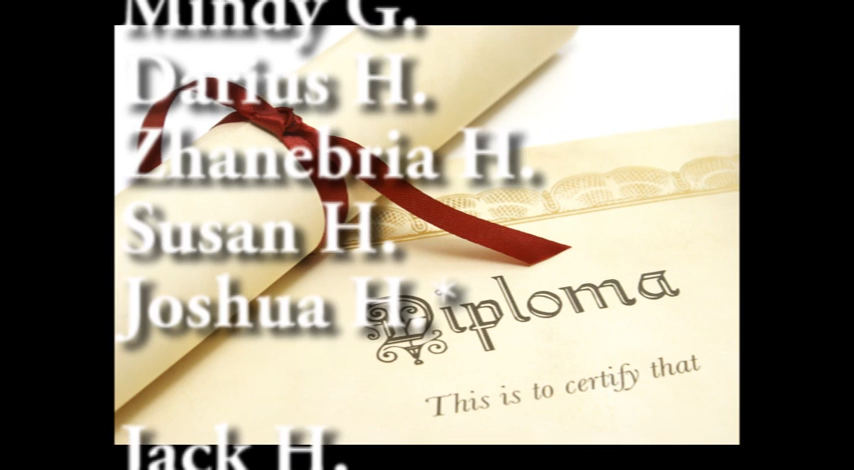 Mindy G.
Darius H.
Zhanebria H.
Susan H.
Joshua H.*
Diploma
This is to certify that
Jack H.